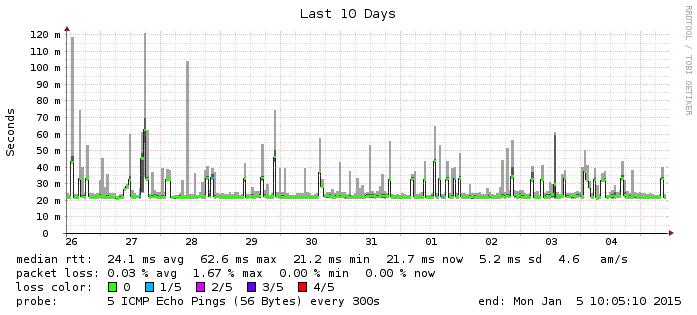 Last 10 Days
RRDTOOL / TOBI OETIKER
Seconds
120 m
110 m
100 m
90 m
80 m
70 m
60 m
50 m
40 m
30 m
20 m
10 m
0
26 27 28 29 30 31 01 02 03 04
median rtt: 24.1 ms avg 62.6 ms max 21.2 ms min 21.7 ms now 5.2 ms sd 4.6 am/s
packet loss: 0.03 % avg 1.67 % max 0.00 % min 0.00 % now
loss color: 0 1/5 2/5 3/5 4/5
probe: 5 ICMP Echo Pings (56 Bytes) every 300s end: Mon Jan 5 10:05:10 2015